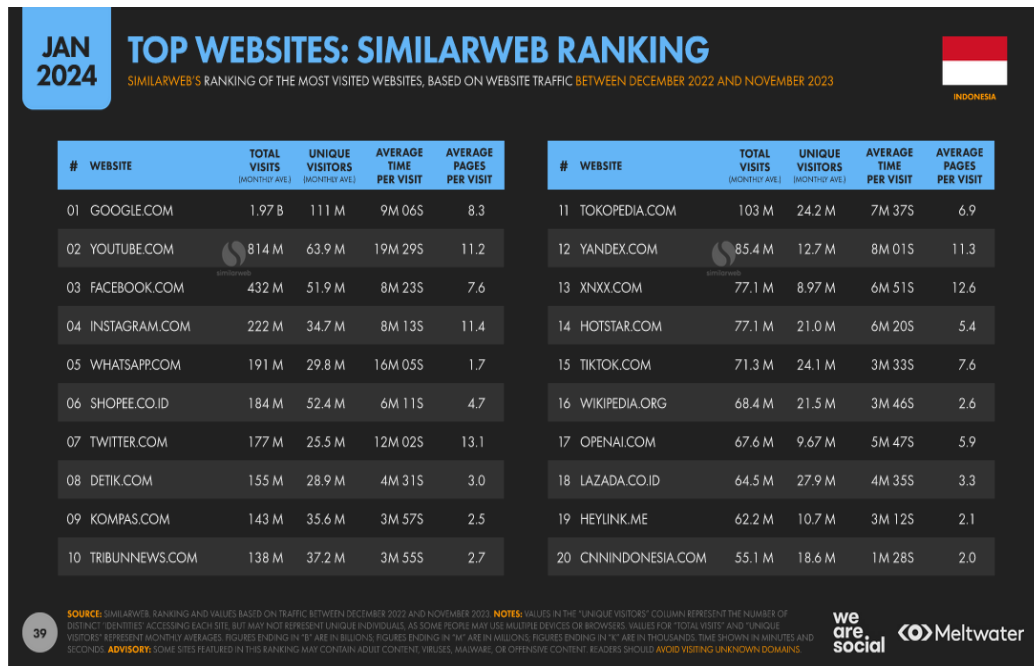 JAN
2024
TOP WEBSITES: SIMILARWEB RANKING
SIMILARWEB'S RANKING OF THE MOST VISITED WEBSITES, BASED ON WEBSITE TRAFFIC BETWEEN DECEMBER 2022 AND NOVEMBER 2023
INDONESIA
# WEBSITE TOTAL VISITS (MONTHLY AVE.) UNIQUE VISITORS (MONTHLY AVE.) AVERAGE TIME PER VISIT AVERAGE PAGES PER VISIT
01 GOOGLE.COM 1.97 B 111 M 9M 06S 8.3
02 YOUTUBE.COM 814 M 63.9 M 19M 29S 11.2
similarweb
03 FACEBOOK.COM 432 M 51.9 M 8M 23S 7.6
04 INSTAGRAM.COM 222 M 34.7 M 8M 13S 11.4
05 WHATSAPP.COM 191 M 29.8 M 16M 05S 1.7
06 SHOPEE.CO.ID 184 M 52.4 M 6M 11S 4.7
07 TWITTER.COM 177 M 25.5 M 12M 02S 13.1
08 DETIK.COM 155 M 28.9 M 4M 31S 3.0
09 KOMPAS.COM 143 M 35.6 M 3M 57S 2.5
10 TRIBUNNEWS.COM 138 M 37.2 M 3M 55S 2.7
# WEBSITE TOTAL VISITS (MONTHLY AVE.) UNIQUE VISITORS (MONTHLY AVE.) AVERAGE TIME PER VISIT AVERAGE PAGES PER VISIT
11 TOKOPEDIA.COM 103 M 24.2 M 7M 37S 6.9
12 YANDEX.COM 85.4 M 12.7 M 8M 01S 11.3
similarweb
13 XNXX.COM 77.1 M 8.97 M 6M 51S 12.6
14 HOTSTAR.COM 77.1 M 21.0 M 6M 20S 5.4
15 TIKTOK.COM 71.3 M 24.1 M 3M 33S 7.6
16 WIKIPEDIA.ORG 68.4 M 21.5 M 3M 46S 2.6
17 OPENAI.COM 67.6 M 9.67 M 5M 47S 5.9
18 LAZADA.CO.ID 64.5 M 27.9 M 4M 35S 3.3
19 HEYLINK.ME 62.2 M 10.7 M 3M 12S 2.1
20 CNNINDONESIA.COM 55.1 M 18.6 M 1M 28S 2.0
39
SOURCE: SIMILARWEB. RANKING AND VALUES BASED ON TRAFFIC BETWEEN DECEMBER 2022 AND NOVEMBER 2023. NOTES: VALUES IN THE "UNIQUE VISITORS" COLUMN REPRESENT THE NUMBER OF
DISTINCT 'IDENTITIES' ACCESSING EACH SITE, BUT MAY NOT REPRESENT UNIQUE INDIVIDUALS, AS SOME PEOPLE MAY USE MULTIPLE DEVICES OR BROWSERS. VALUES FOR "TOTAL VISITS" AND "UNIQUE
VISITORS" REPRESENT MONTHLY AVERAGES. FIGURES ENDING IN "B" ARE IN BILLIONS; FIGURES ENDING IN "M" ARE IN MILLIONS; FIGURES ENDING IN "K" ARE IN THOUSANDS. TIME SHOWN IN MINUTES AND
SECONDS. ADVISORY: SOME SITES FEATURED IN THIS RANKING MAY CONTAIN ADULT CONTENT, VIRUSES, MALWARE, OR OFFENSIVE CONTENT. READERS SHOULD AVOID VISITING UNKNOWN DOMAINS.
we
are.
social
Meltwater